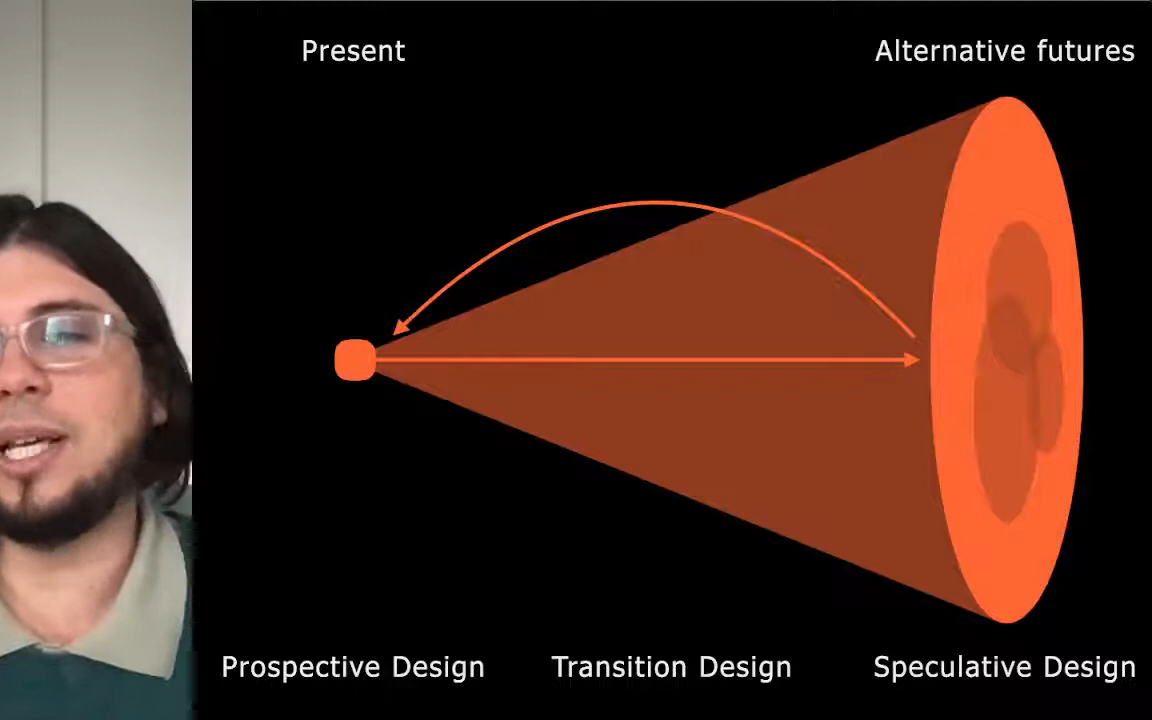 Present
Alternative futures
Prospective Design
Transition Design
Speculative Design